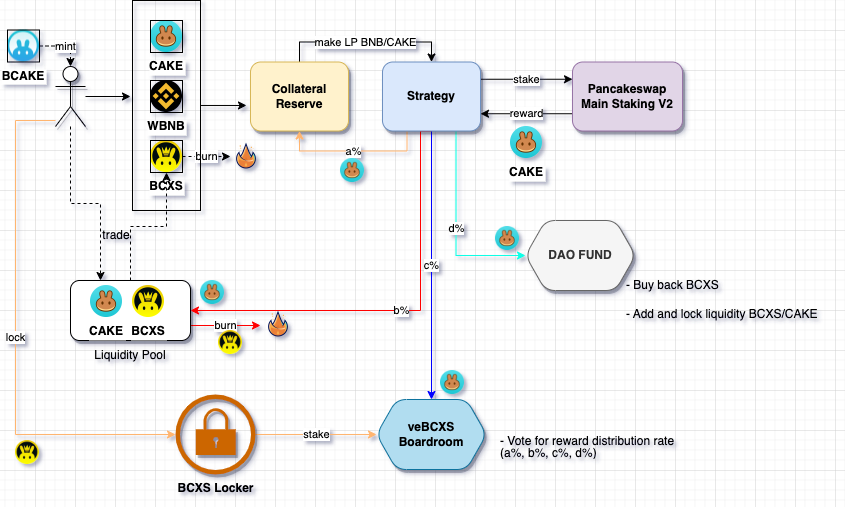 BCAKE
mint
CAKE
WBNB
BCXS
burn
make LP BNB/CAKE
Collateral
Reserve
Strategy
stake
reward
Pancakeswap
Main Staking V2
CAKE
a%
trade
d%
c%
DAO FUND
- Buy back BCXS
- Add and lock liquidity BCXS/CAKE
CAKE BCXS
Liquidity Pool
b%
burn
lock
BCXS Locker
stake
veBCXS
Boardroom
- Vote for reward distribution rate
(a%, b%, c%, d%)